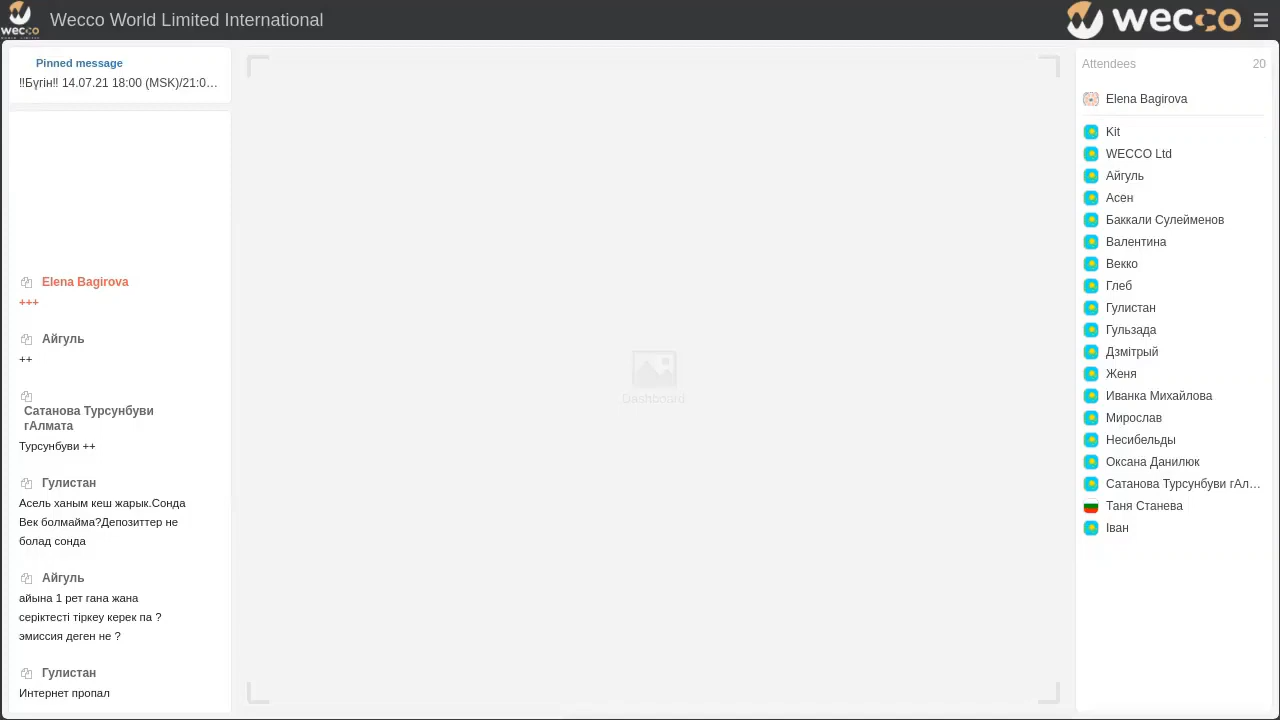 wecco
WORLD LIMITED
Wecco World Limited International
wecco
Pinned message
‼Бүгін‼ 14.07.21 18:00 (MSK)/21:0…
Elena Bagirova
+++
Айгуль
++
Сатанова Турсунбуви
гАлмата
Турсунбуви ++
Гулистан
Асель ханым кеш жарык.Сонда
Век болмайма?Депозиттер не
болад сонда
Айгуль
айына 1 рет гана жана
серіктесті тіркеу керек па ?
эмиссия деген не ?
Гулистан
Интернет пропал
Dashboard
Attendees 20
Elena Bagirova
Kit
WECCO Ltd
Айгуль
Асен
Баккали Сулейменов
Валентина
Векко
Глеб
Гулистан
Гульзада
Дзмітрый
Женя
Иванка Михайлова
Мирослав
Несибельды
Оксана Данилюк
Сатанова Турсунбуви гАл…
Таня Станева
Іван